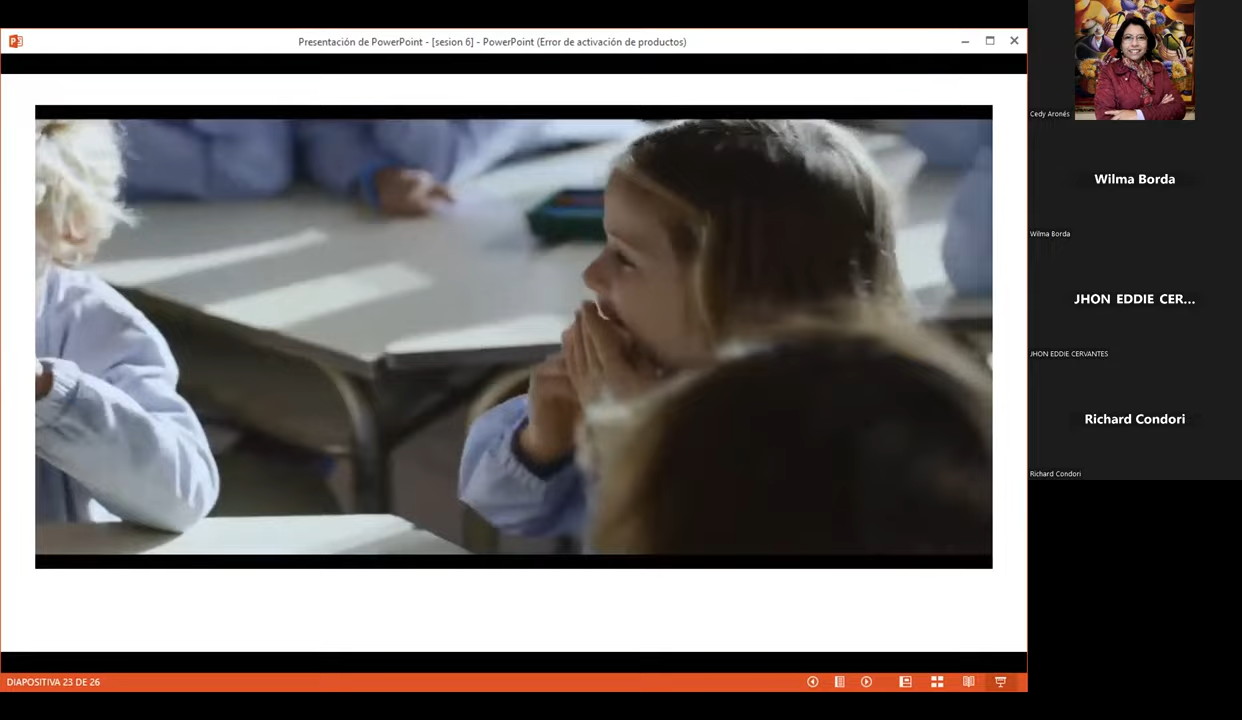 Presentación de PowerPoint - [sesion 6] - PowerPoint (Error de activación de productos)
Cedy Aronés
Wilma Borda
Wilma Borda
JHON EDDIE CER...
JHON EDDIE CERVANTES
Richard Condori
Richard Condori
DIAPOSITIVA 23 DE 26